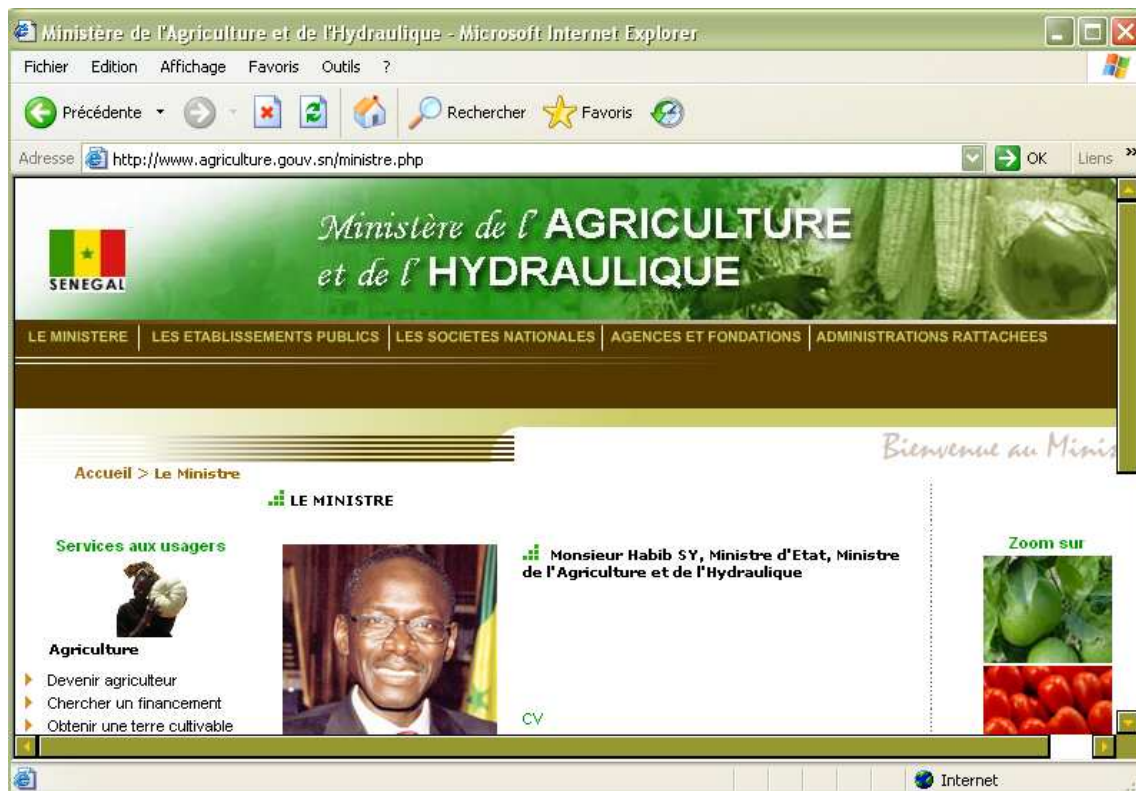 Ministère de l'Agriculture et de l'Hydraulique - Microsoft Internet Explorer
Fichier Edition Affichage Favoris Outils ?
Précédente Rechercher Favoris
Adresse http://www.agriculture.gouv.sn/ministre.php OK Liens »
Ministère de l'AGRICULTURE
et de l'HYDRAULIQUE
SENEGAL
LE MINISTERE LES ETABLISSEMENTS PUBLICS LES SOCIETES NATIONALES AGENCES ET FONDATIONS ADMINISTRATIONS RATTACHEES
Bienvenue au Minis
Accueil > Le Ministre
LE MINISTRE
Services aux usagers
Agriculture
Devenir agriculteur
Chercher un financement
Obtenir une terre cultivable
Monsieur Habib SY, Ministre d'Etat, Ministre
de l'Agriculture et de l'Hydraulique
CV
Zoom sur
Internet